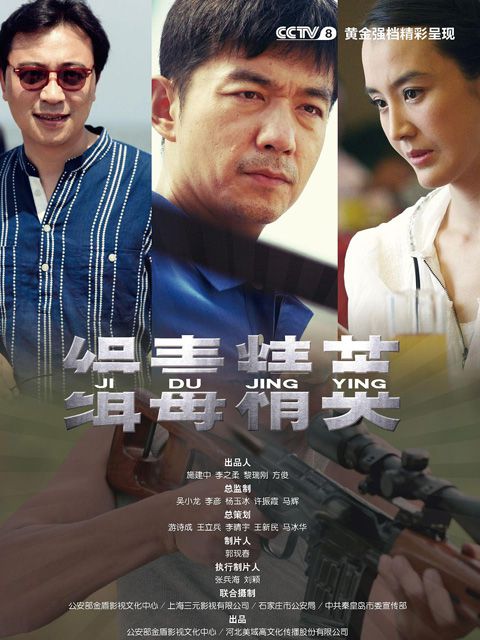 CCTV 8 黄金强档精彩呈现
缉毒精英
JI DU JING YING
出品人
施建中 李之柔 黎瑞刚 方俊
总监制
吴小龙 李彦 杨玉冰 许振霞 马辉
总策划
游诗成 王立兵 李晴宇 王新民 马冰华
制片人
郭现春
执行制片人
张兵海 刘颖
联合摄制
公安部金盾影视文化中心/上海三元影视有限公司/石家庄市公安局/中共秦皇岛市委宣传部
出品
公安部金盾影视文化中心/河北美域高文化传播股份有限公司